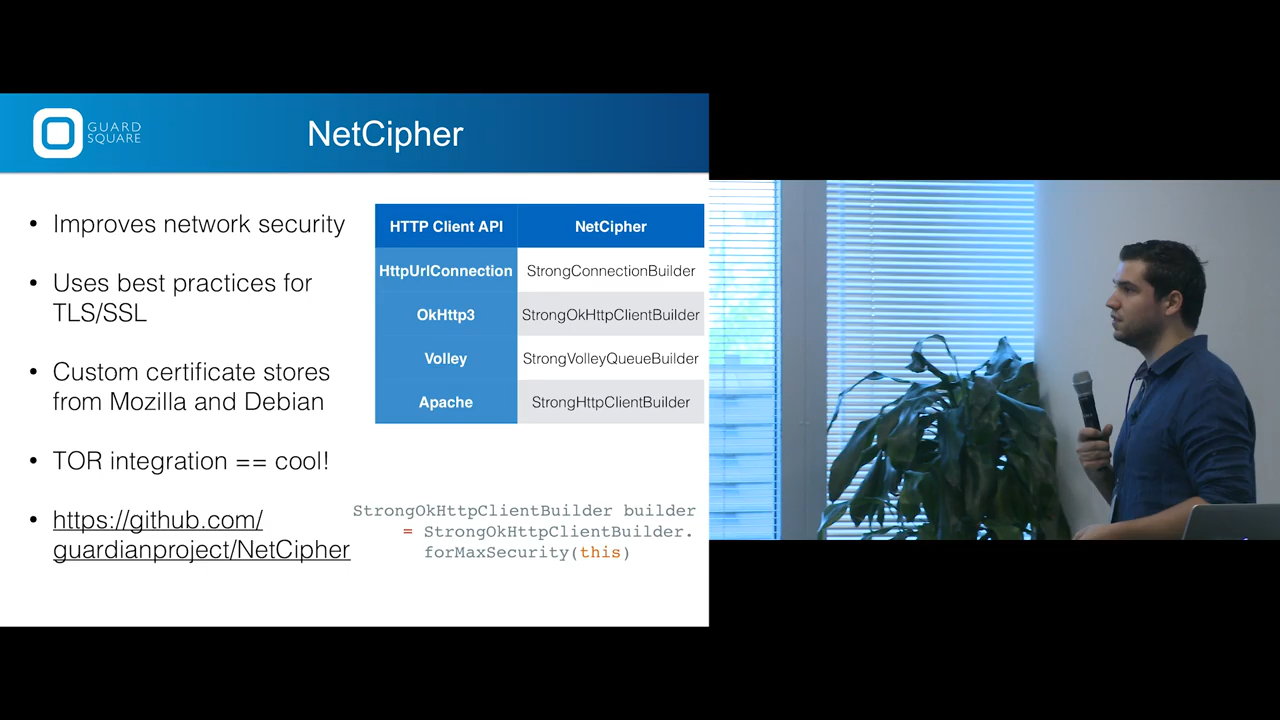 GUARD
SQUARE
NetCipher
• Improves network security
• Uses best practices for
TLS/SSL
• Custom certificate stores
from Mozilla and Debian
• TOR integration == cool!
• https://github.com/
guardianproject/NetCipher
HTTP Client API NetCipher
HttpUrlConnection StrongConnectionBuilder
OkHttp3 StrongOkHttpClientBuilder
Volley StrongVolleyQueueBuilder
Apache StrongHttpClientBuilder
StrongOkHttpClientBuilder builder
= StrongOkHttpClientBuilder.
forMaxSecurity(this)